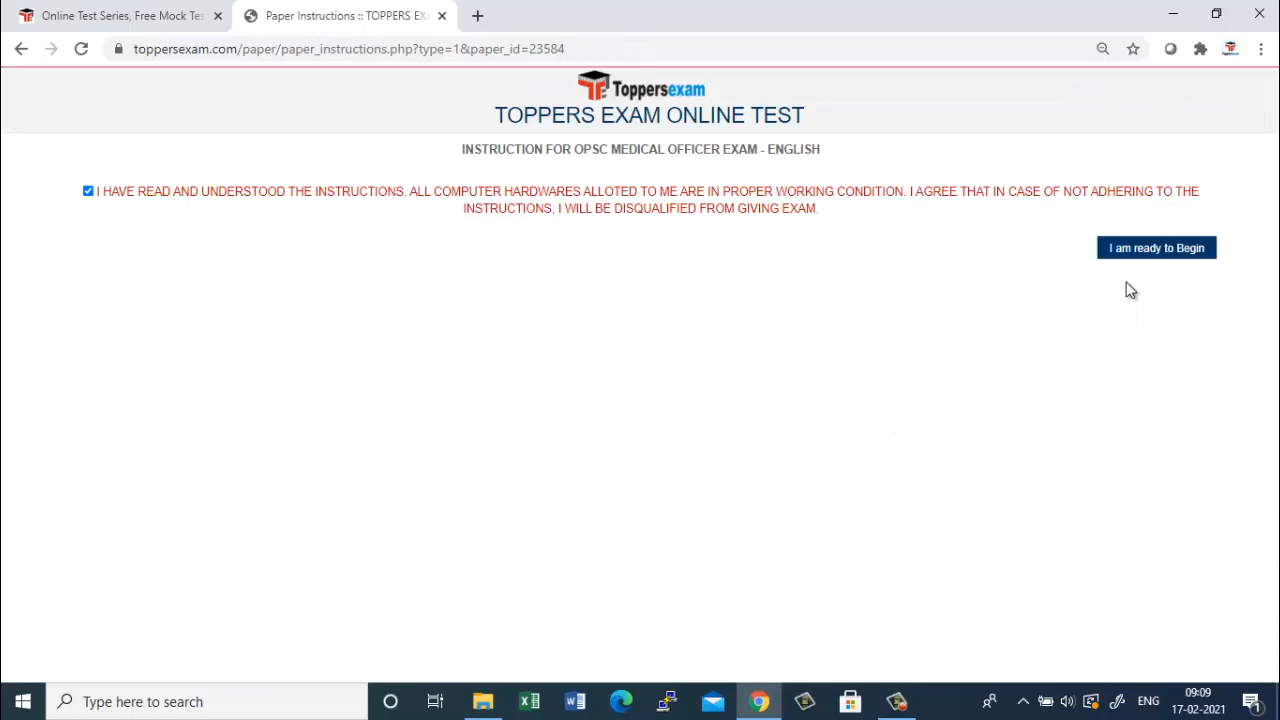 Online Test Series, Free Mock Tes
Paper Instructions :: TOPPERS EX
toppersexam.com/paper/paper_instructions.php?type=1&paper_id=23584
Toppersexam
TOPPERS EXAM ONLINE TEST
INSTRUCTION FOR OPSC MEDICAL OFFICER EXAM - ENGLISH
I HAVE READ AND UNDERSTOOD THE INSTRUCTIONS. ALL COMPUTER HARDWARES ALLOTED TO ME ARE IN PROPER WORKING CONDITION. I AGREE THAT IN CASE OF NOT ADHERING TO THE
INSTRUCTIONS, I WILL BE DISQUALIFIED FROM GIVING EXAM.
I am ready to Begin
Type here to search
ENG
09:09
17-02-2021
1